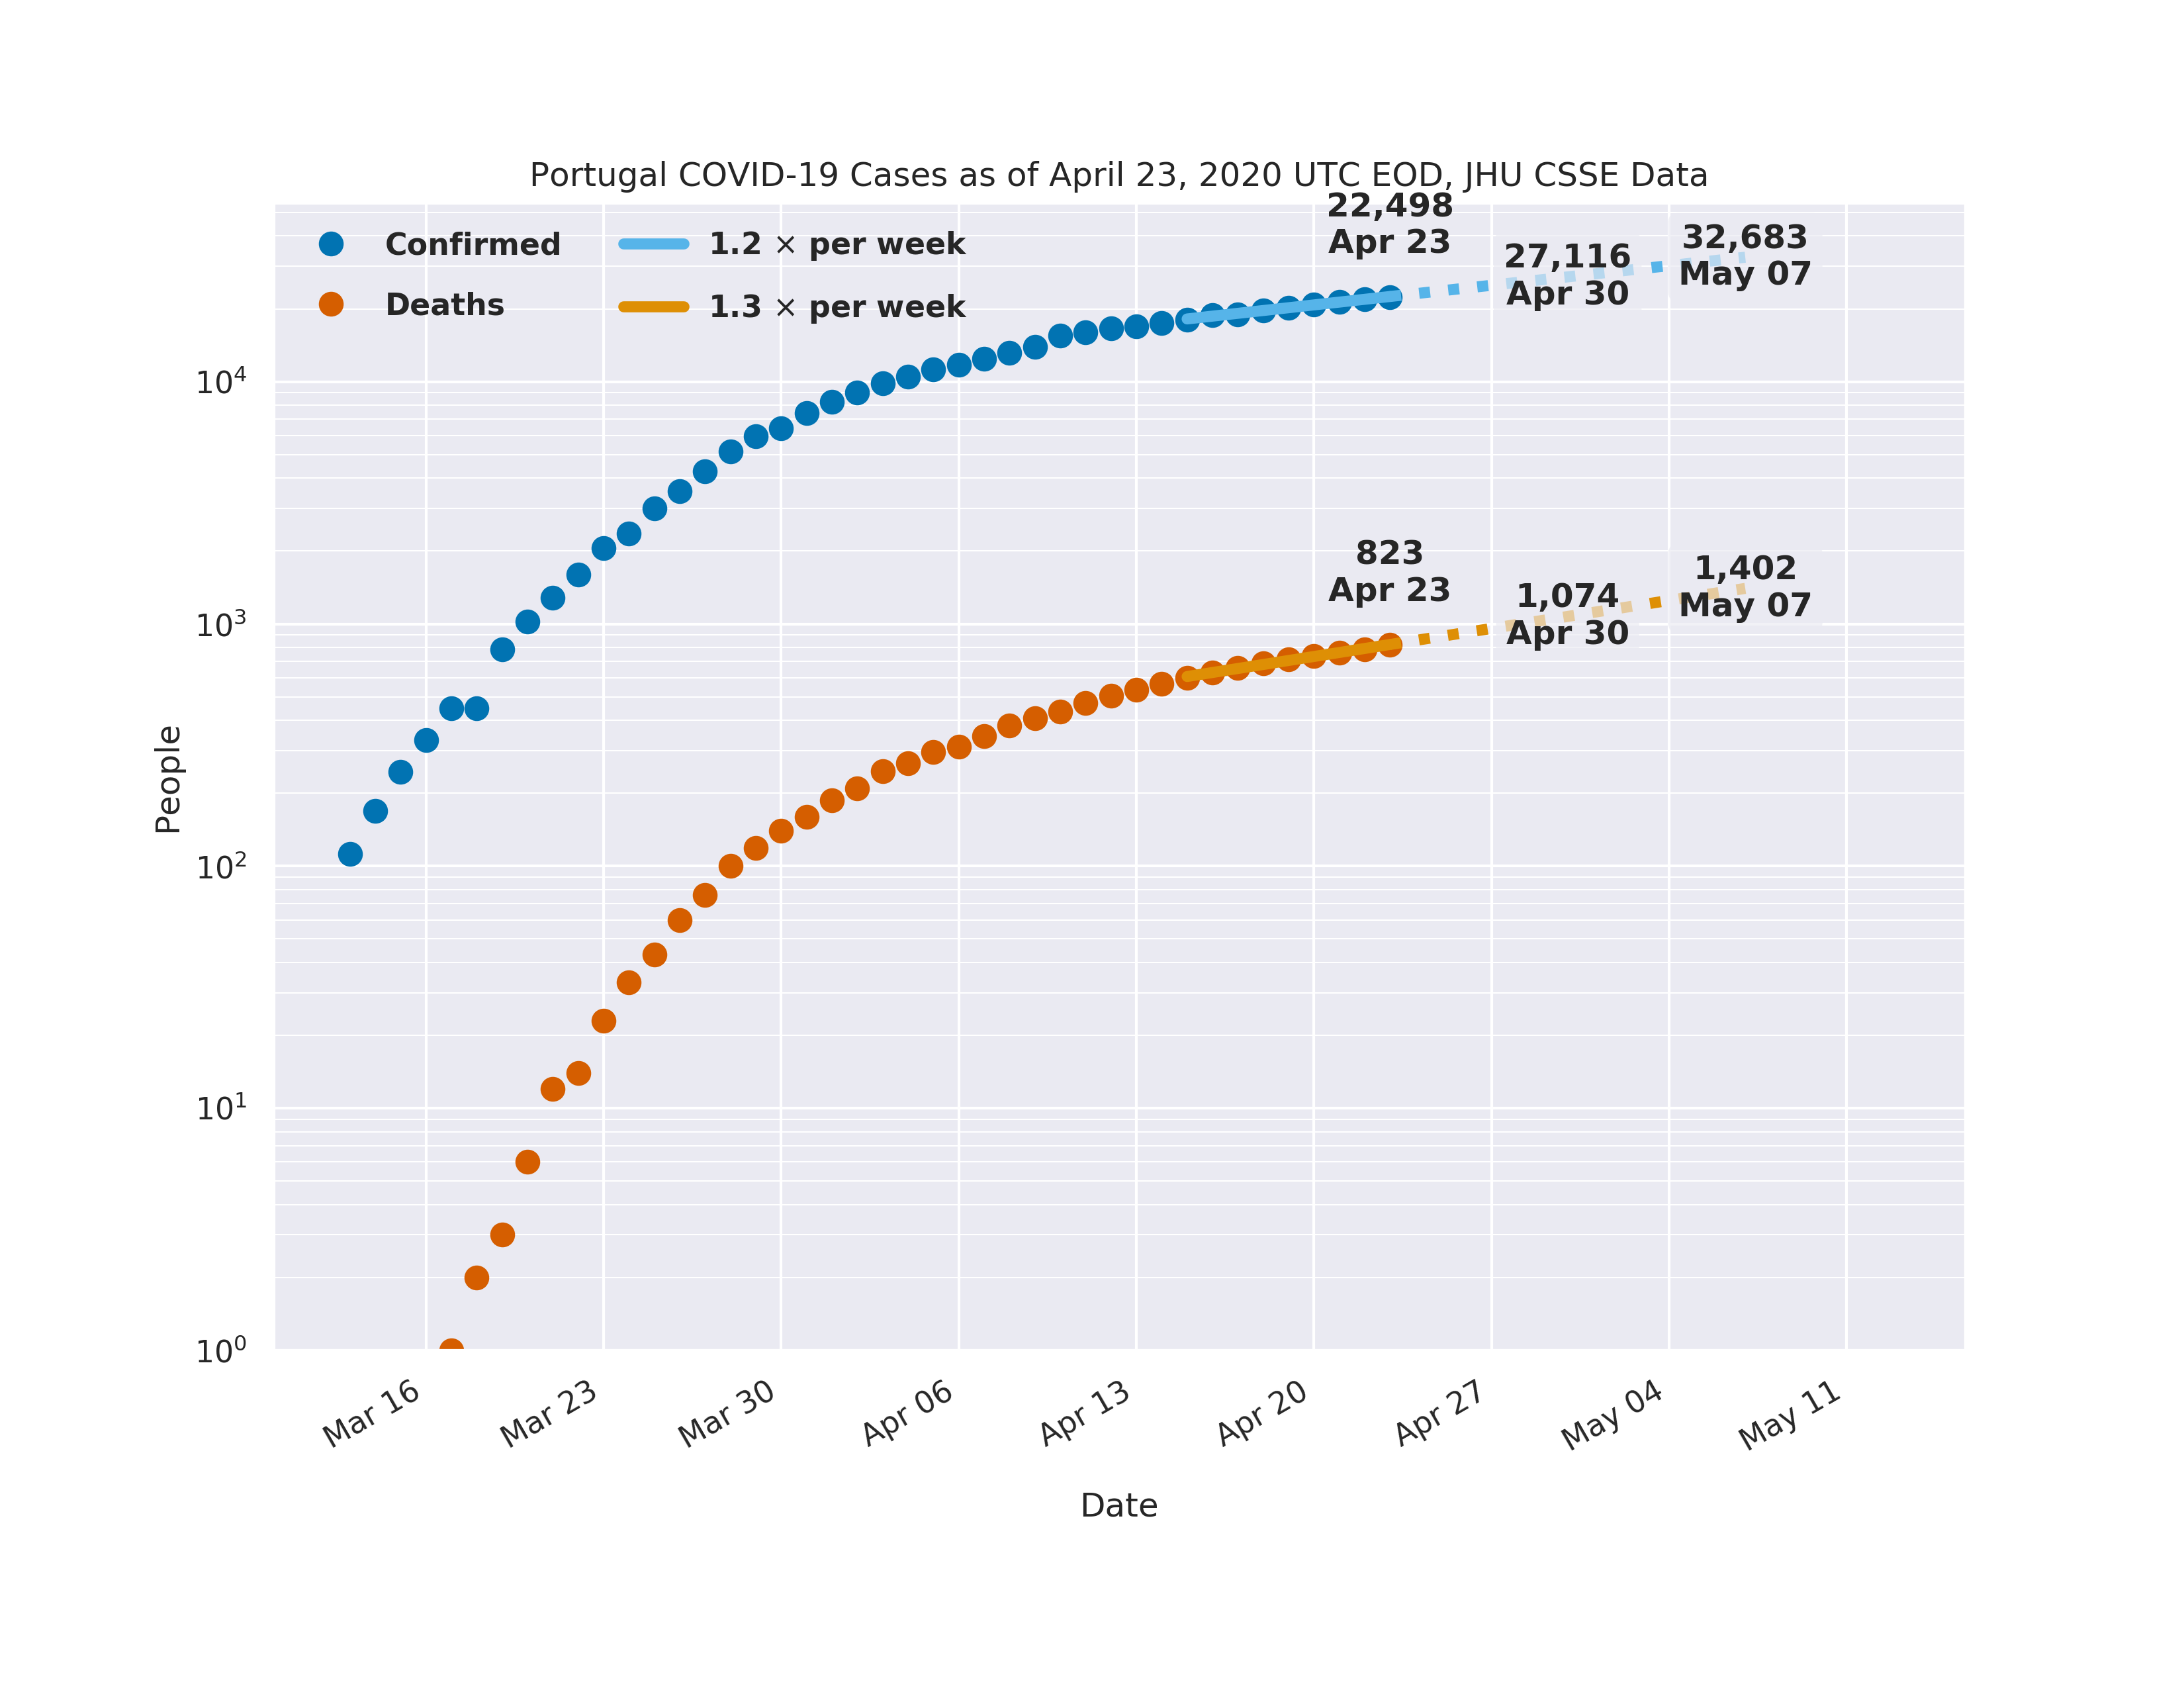 Portugal COVID-19 Cases as of April 23, 2020 UTC EOD, JHU CSSE Data
Confirmed
Deaths
1.2 × per week
1.3 × per week
22,498
Apr 23
27,116
Apr 30
32,683
May 07
823
Apr 23
1,074
Apr 30
1,402
May 07
People
10⁴
10³
10²
10¹
10⁰
Mar 16
Mar 23
Mar 30
Apr 06
Apr 13
Apr 20
Apr 27
May 04
May 11
Date